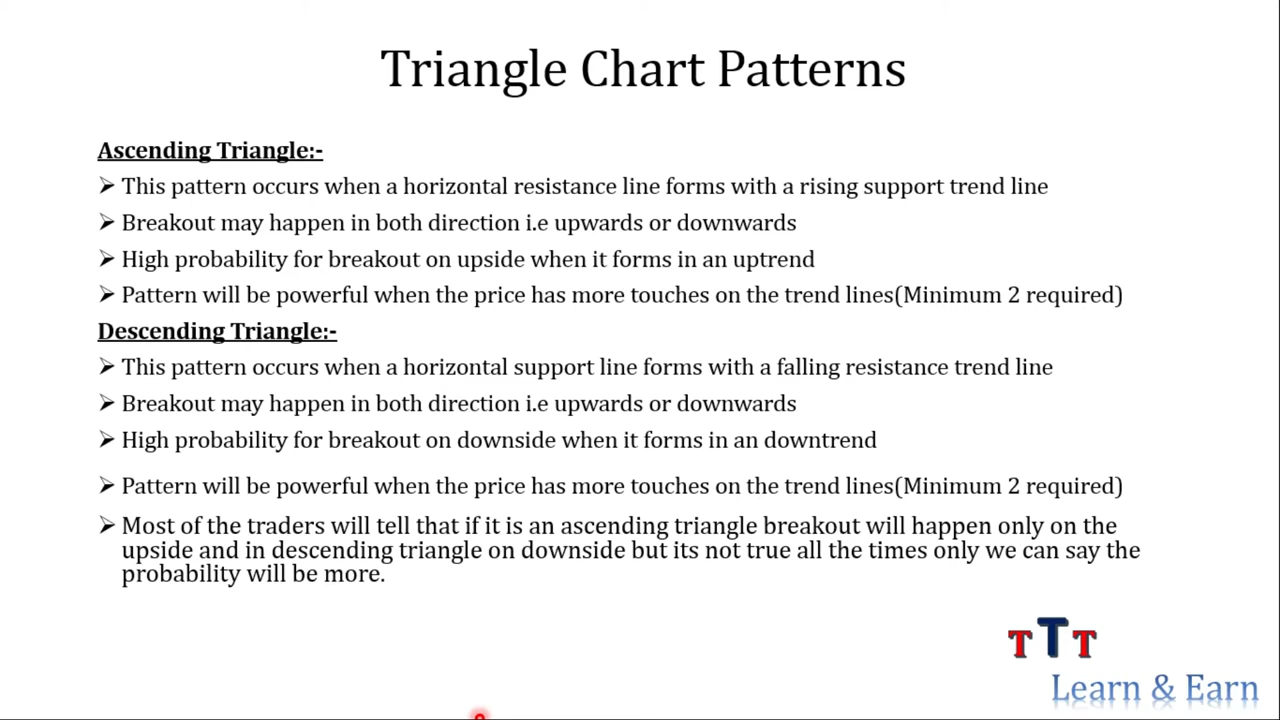 Triangle Chart Patterns
Ascending Triangle:-
➢ This pattern occurs when a horizontal resistance line forms with a rising support trend line
➢ Breakout may happen in both direction i.e upwards or downwards
➢ High probability for breakout on upside when it forms in an uptrend
➢ Pattern will be powerful when the price has more touches on the trend lines(Minimum 2 required)
Descending Triangle:-
➢ This pattern occurs when a horizontal support line forms with a falling resistance trend line
➢ Breakout may happen in both direction i.e upwards or downwards
➢ High probability for breakout on downside when it forms in an downtrend
➢ Pattern will be powerful when the price has more touches on the trend lines(Minimum 2 required)
➢ Most of the traders will tell that if it is an ascending triangle breakout will happen only on the
upside and in descending triangle on downside but its not true all the times only we can say the
probability will be more.
TTT
Learn & Earn